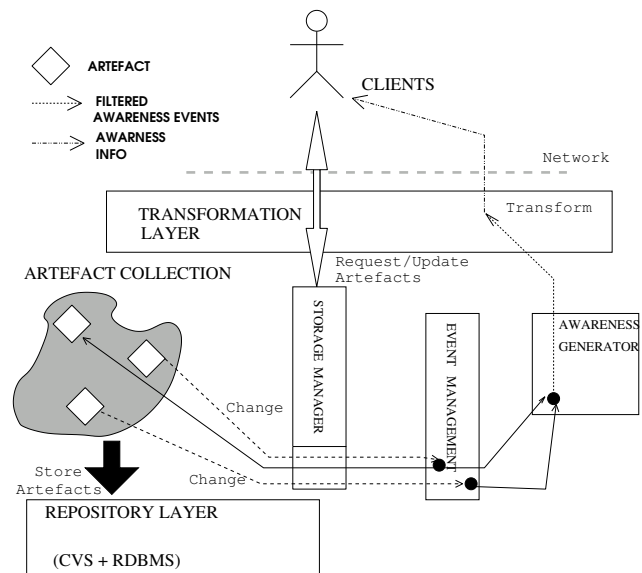 ARTEFACT
FILTERED
AWARENESS EVENTS
AWARNESS
INFO
CLIENTS
Network
TRANSFORMATION
LAYER
Transform
Request/Update
Artefacts
ARTEFACT COLLECTION
STORAGE MANAGER
EVENT MANAGEMENT
AWARENESS
GENERATOR
Change
Change
Store
Artefacts
REPOSITORY LAYER
(CVS + RDBMS)